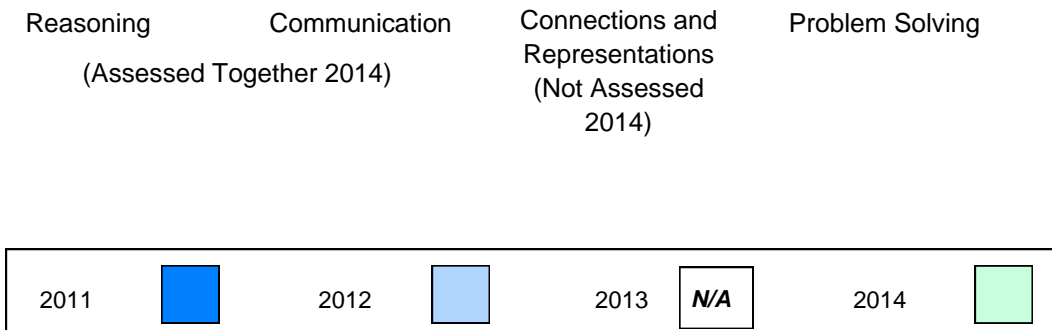 Reasoning Communication Connections and Representations (Not Assessed 2014) Problem Solving
(Assessed Together 2014)
2011 2012 2013 N/A 2014